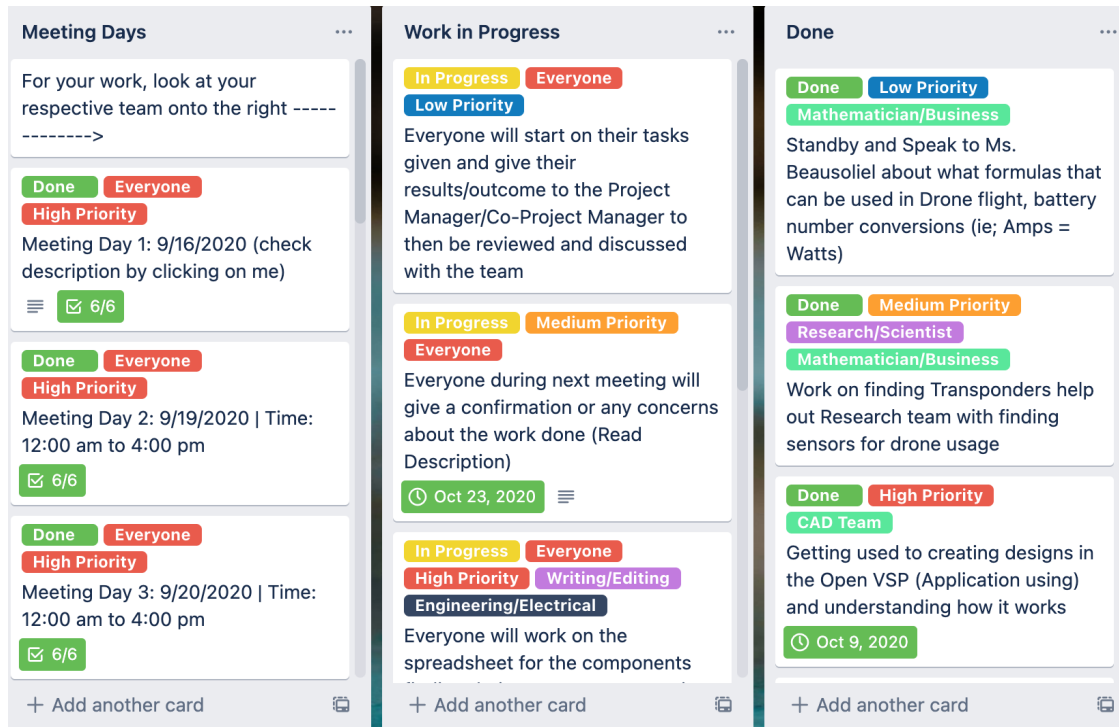 Meeting Days
For your work, look at your
respective team onto the right -----
------------>
Done Everyone
High Priority
Meeting Day 1: 9/16/2020 (check
description by clicking on me)
6/6
Done Everyone
High Priority
Meeting Day 2: 9/19/2020 | Time:
12:00 am to 4:00 pm
6/6
Done Everyone
High Priority
Meeting Day 3: 9/20/2020 | Time:
12:00 am to 4:00 pm
6/6
+ Add another card
Work in Progress
In Progress Everyone
Low Priority
Everyone will start on their tasks
given and give their
results/outcome to the Project
Manager/Co-Project Manager to
then be reviewed and discussed
with the team
In Progress Medium Priority
Everyone
Everyone during next meeting will
give a confirmation or any concerns
about the work done (Read
Description)
Oct 23, 2020
In Progress Everyone
High Priority Writing/Editing
Engineering/Electrical
Everyone will work on the
spreadsheet for the components
+ Add another card
Done
Done Low Priority
Mathematician/Business
Standby and Speak to Ms.
Beausoliel about what formulas that
can be used in Drone flight, battery
number conversions (ie; Amps =
Watts)
Done Medium Priority
Research/Scientist
Mathematician/Business
Work on finding Transponders help
out Research team with finding
sensors for drone usage
Done High Priority
CAD Team
Getting used to creating designs in
the Open VSP (Application using)
and understanding how it works
Oct 9, 2020
+ Add another card